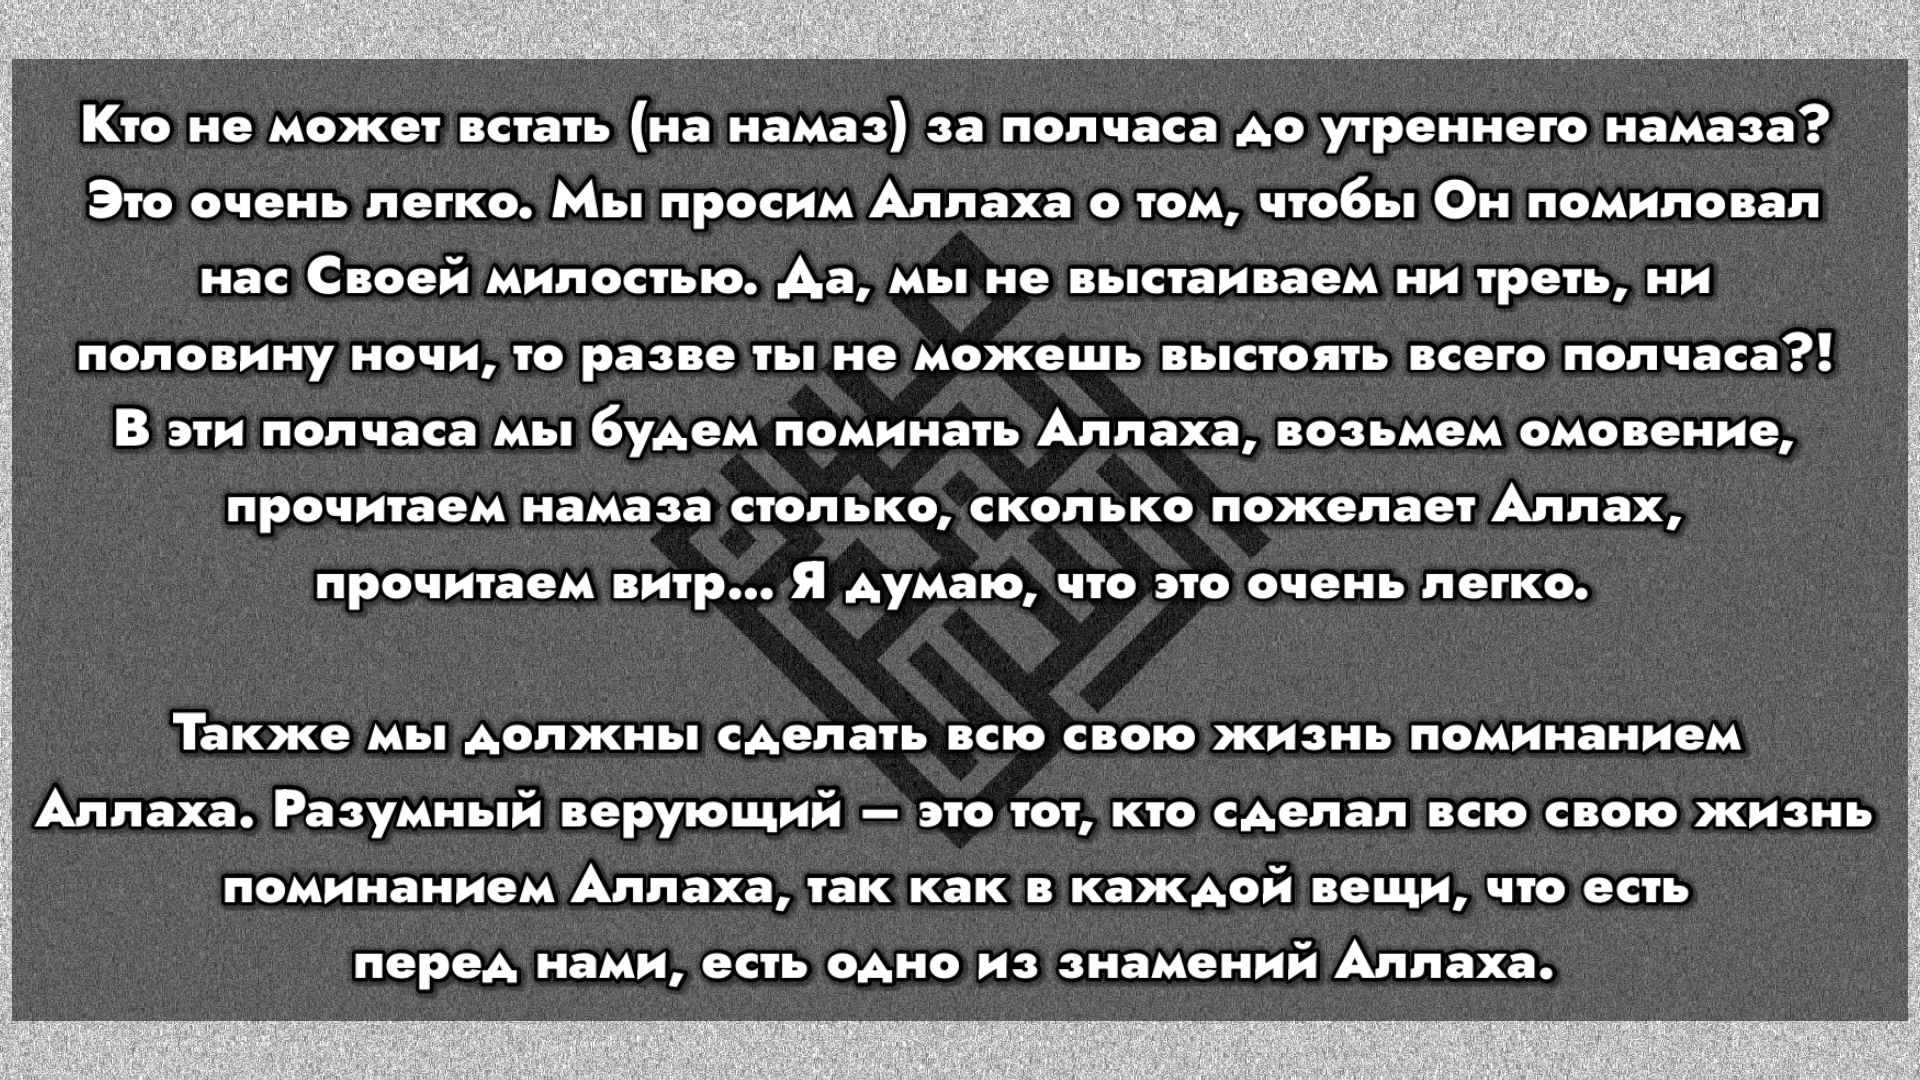 Кто не может встать (на намаз) за полчаса до утреннего намаза?
Это очень легко. Мы просим Аллаха о том, чтобы Он помиловал
нас Своей милостью. Да, мы не выстаиваем ни треть, ни
половину ночи, то разве ты не можешь выстоять всего полчаса?!
В эти полчаса мы будем поминать Аллаха, возьмем омовение,
прочитаем намаза столько, сколько пожелает Аллах,
прочитаем витр... Я думаю, что это очень легко.
Также мы должны сделать всю свою жизнь поминанием
Аллаха. Разумный верующий – это тот, кто сделал всю свою жизнь
поминанием Аллаха, так как в каждой вещи, что есть
перед нами, есть одно из знамений Аллаха.